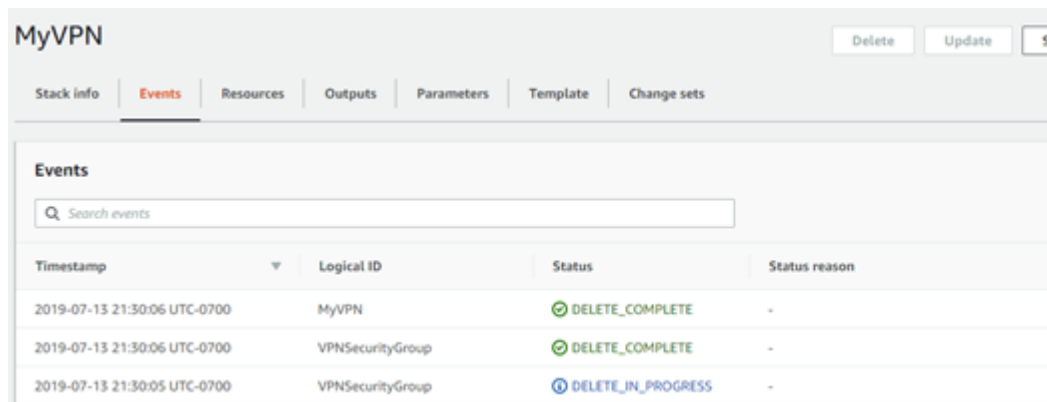 MyVPN
Delete Update S
Stack info Events Resources Outputs Parameters Template Change sets
Events
Search events
Timestamp Logical ID Status Status reason
2019-07-13 21:30:06 UTC-0700 MyVPN DELETE_COMPLETE -
2019-07-13 21:30:06 UTC-0700 VPNSecurityGroup DELETE_COMPLETE -
2019-07-13 21:30:05 UTC-0700 VPNSecurityGroup DELETE_IN_PROGRESS -